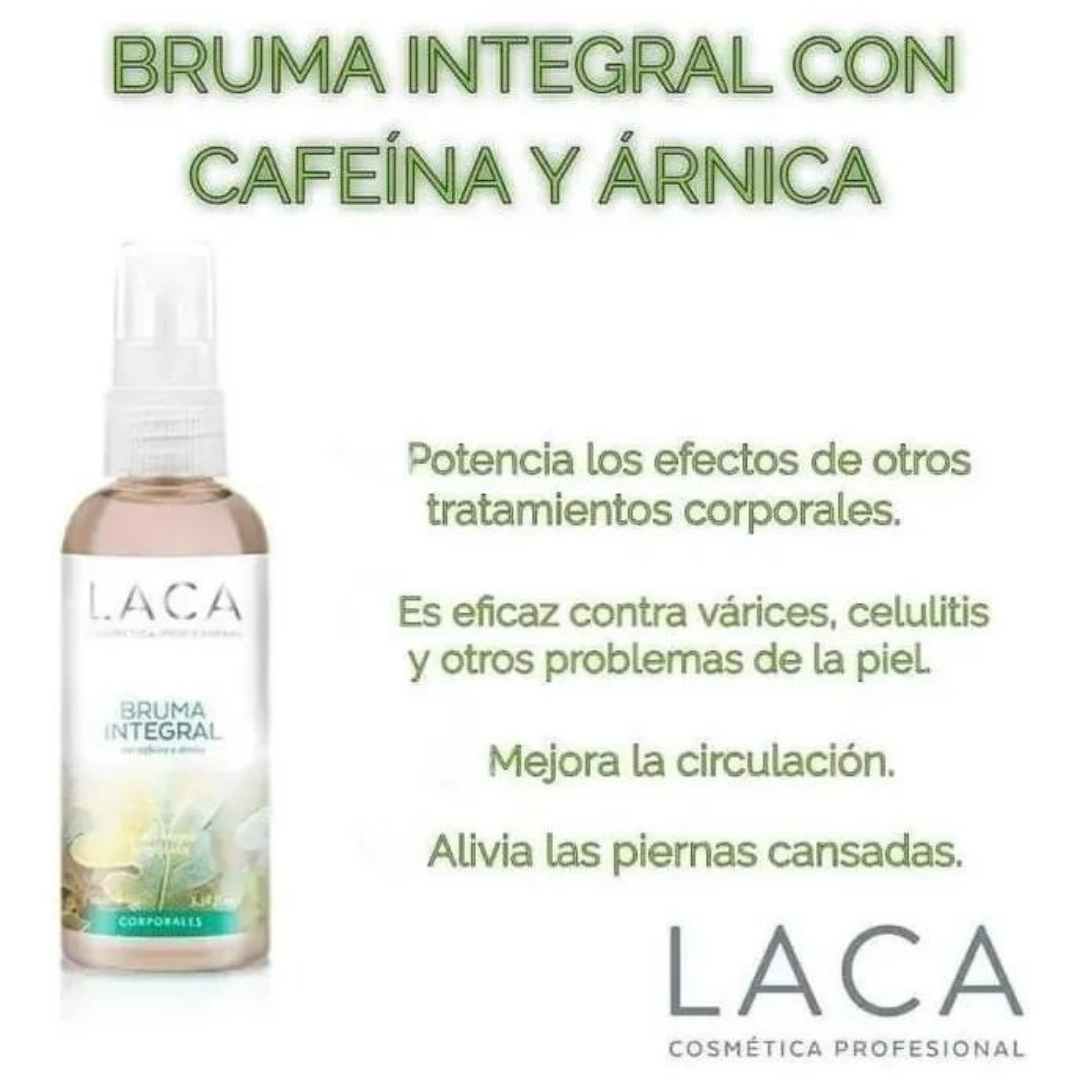 BRUMA INTEGRAL CON
CAFEÍNA Y ÁRNICA
Potencia los efectos de otros
tratamientos corporales.
Es eficaz contra várices, celulitis
y otros problemas de la piel.
Mejora la circulación.
Alivia las piernas cansadas.
LACA
COSMÉTICA PROFESIONAL
BRUMA
INTEGRAL
CORPORALES
LACA
COSMÉTICA PROFESIONAL